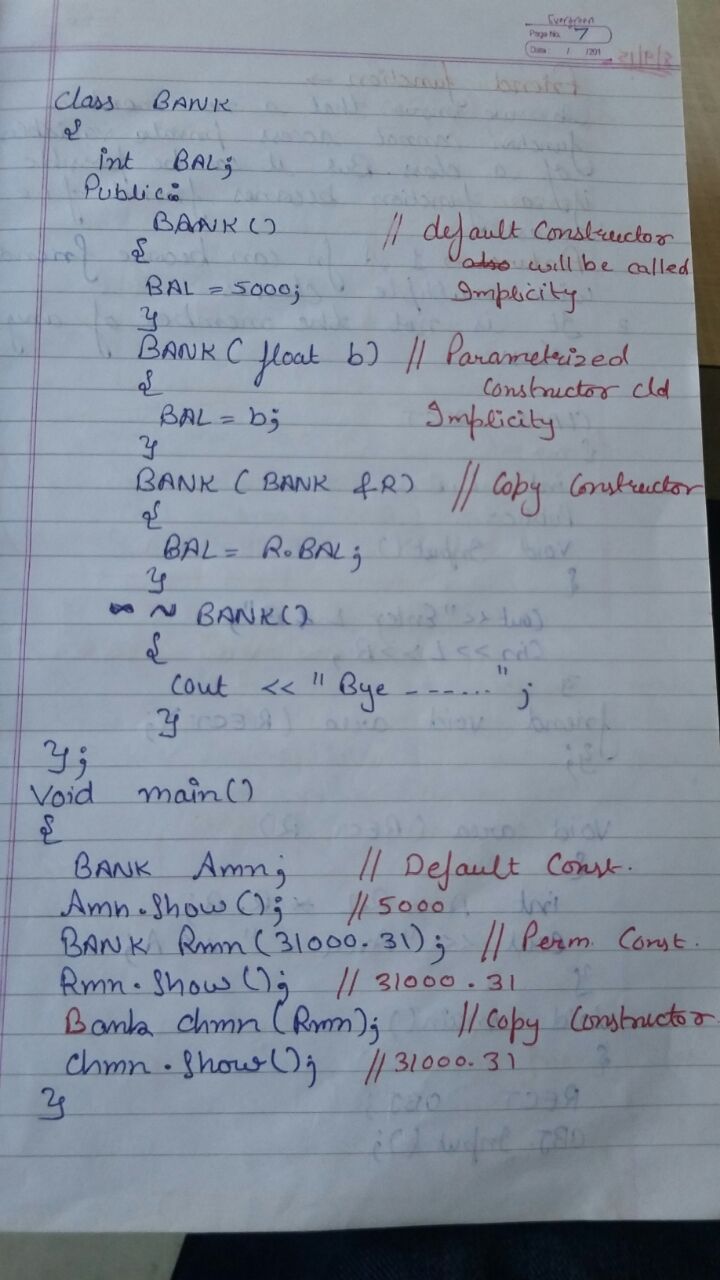 Evergreen
Page No. 7
Date / /201
class BANK
{
int BAL;
Public:
BANK() // default Constructor
also will be called
BAL = 5000; Implicity
}
BANK( float b) // Parametrized
{ Constructor cld
BAL = b; Implicity
}
BANK ( BANK &R) // Copy Constructor
{
BAL = R.BAL;
}
~ BANK()
{
Cout << " Bye - - - ......";
}
};
Void main()
{
BANK Amn; // Default Const.
Amn.Show (); // 5000
BANK Rmn(31000.31); // Perm. Const.
Rmn.Show (); // 31000.31
Bank Chmn (Rmn); // Copy Constructor
Chmn.Show(); // 31000.31
}